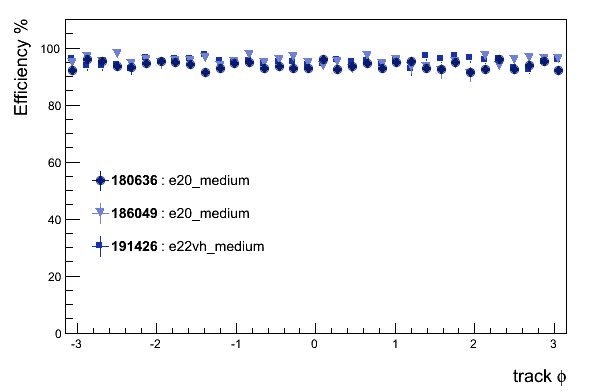 Efficiency %
100
80
60
40
20
0
180636 : e20_medium
186049 : e20_medium
191426 : e22vh_medium
-3 -2 -1 0 1 2 3
track ϕ